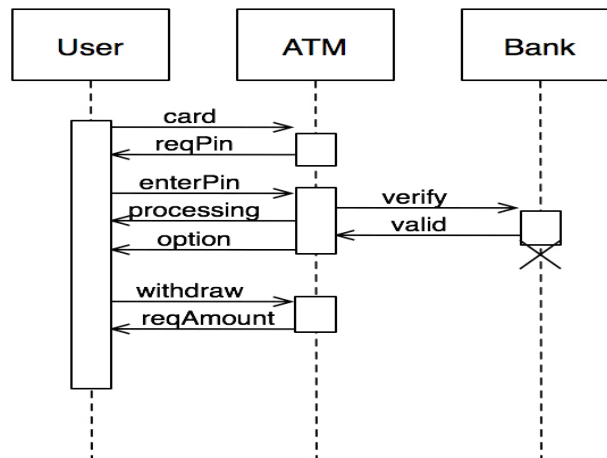 User
ATM
Bank
card
reqPin
enterPin
verify
processing
valid
option
withdraw
reqAmount